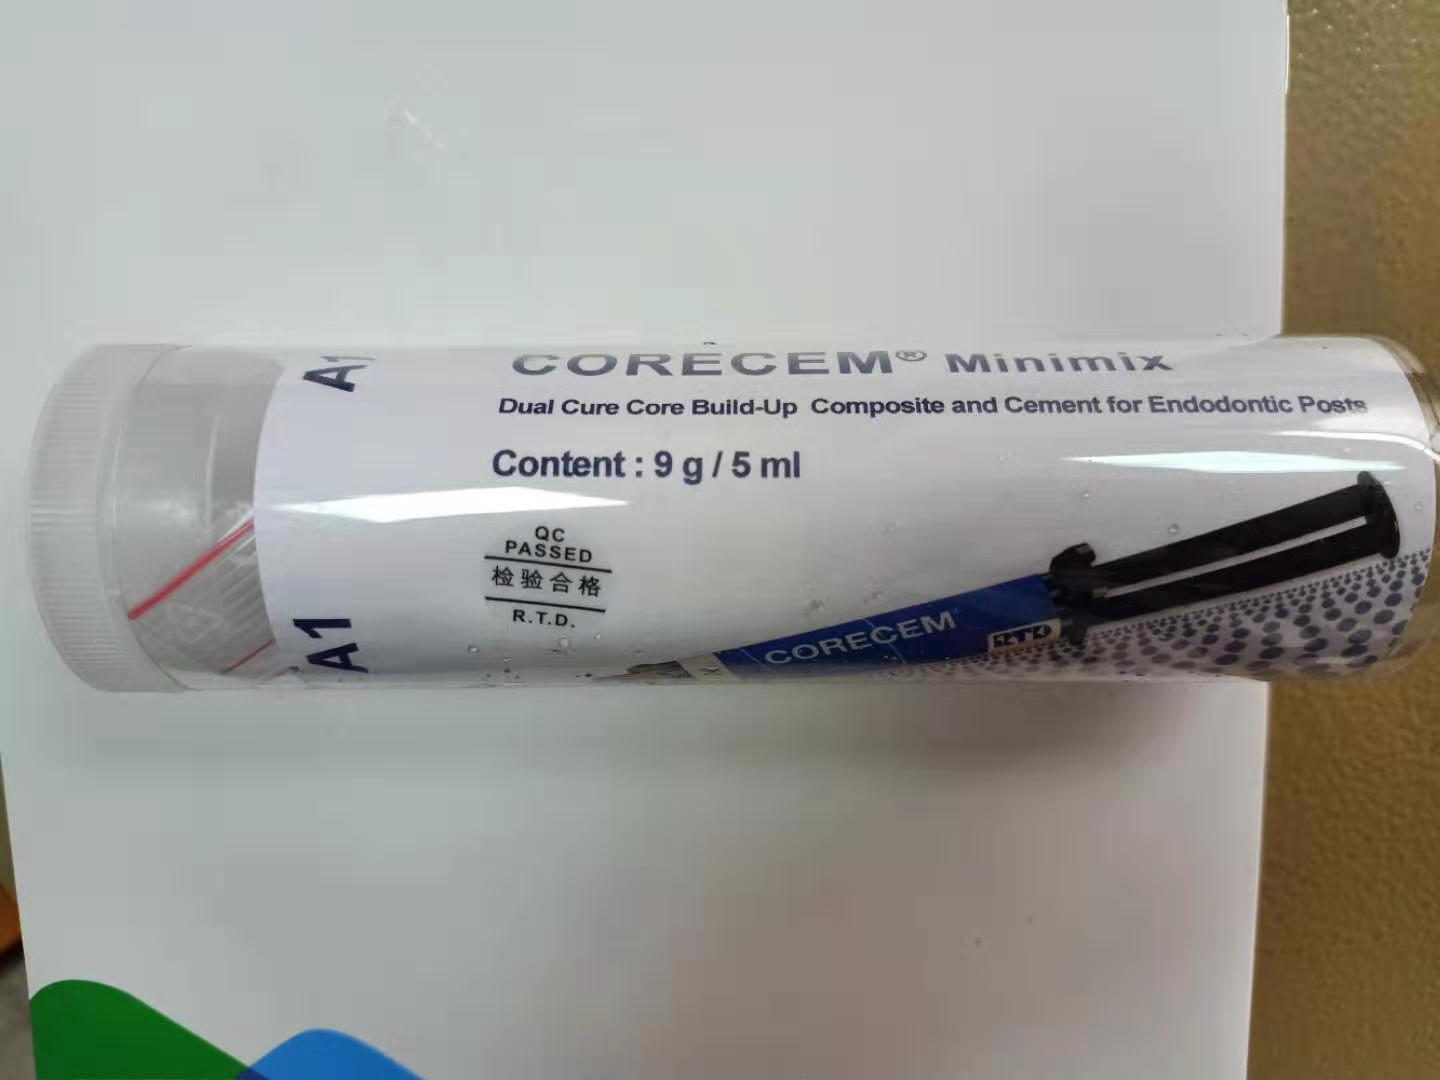 A1
CORECEM® Minimix
Dual Cure Core Build-Up Composite and Cement for Endodontic Posts
Content : 9 g / 5 ml
QC
PASSED
检验合格
R.T.D.
A1
CORECEM
RTD